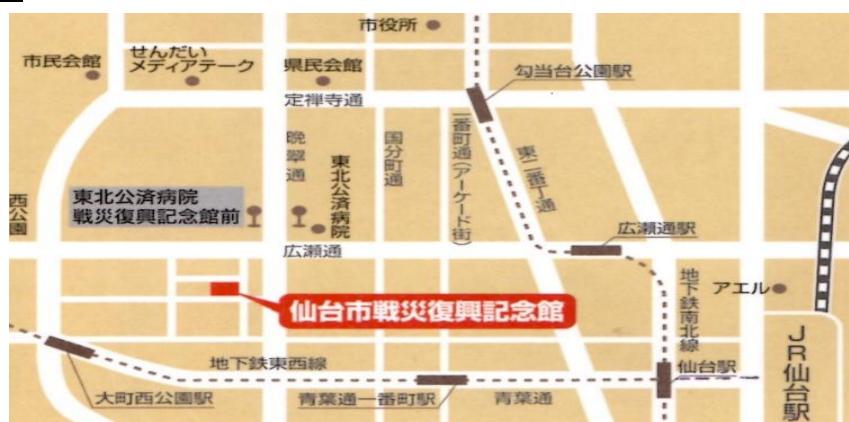 市役所
市民会館
せんだい
メディアテーク
県民会館
勾当台公園駅
定禅寺通
晩翠通
東北公済病院
国分町通
一番町通(アーケード街)
東二番丁通
西公園
東北公済病院
戦災復興記念館前
広瀬通
広瀬通駅
地下鉄南北線
アエル
仙台市戦災復興記念館
地下鉄東西線
仙台駅
JR仙台駅
大町西公園駅
青葉通一番町駅
青葉通